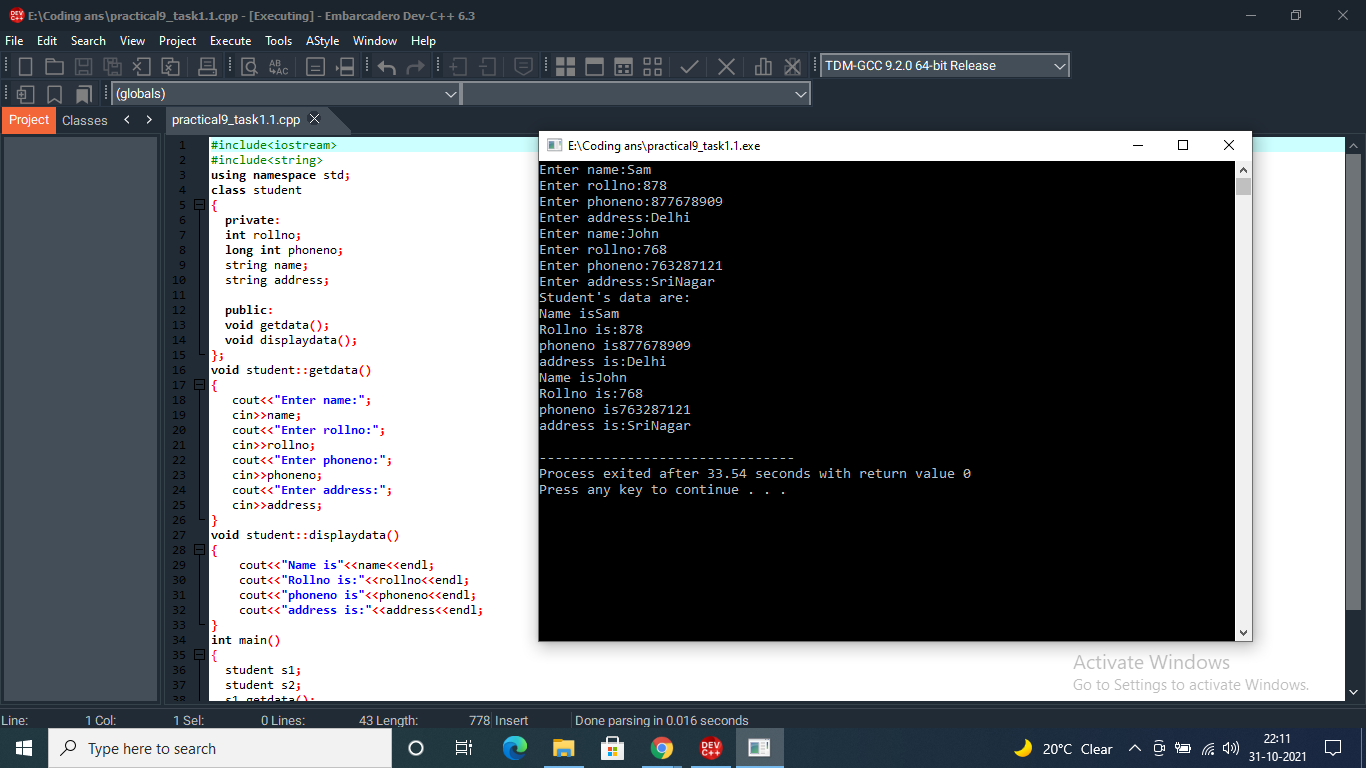 E:\Coding ans\practical9_task1.1.cpp - [Executing] - Embarcadero Dev-C++ 6.3
File Edit Search View Project Execute Tools AStyle Window Help
TDM-GCC 9.2.0 64-bit Release
(globals)
Project Classes
practical9_task1.1.cpp
1 #include<iostream>
2 #include<string>
3 using namespace std;
4 class student
5 {
6 private:
7 int rollno;
8 long int phoneno;
9 string name;
10 string address;
11
12 public:
13 void getdata();
14 void displaydata();
15 };
16 void student::getdata()
17 {
18 cout<<"Enter name:";
19 cin>>name;
20 cout<<"Enter rollno:";
21 cin>>rollno;
22 cout<<"Enter phoneno:";
23 cin>>phoneno;
24 cout<<"Enter address:";
25 cin>>address;
26 }
27 void student::displaydata()
28 {
29 cout<<"Name is"<<name<<endl;
30 cout<<"Rollno is:"<<rollno<<endl;
31 cout<<"phoneno is"<<phoneno<<endl;
32 cout<<"address is:"<<address<<endl;
33 }
34 int main()
35 {
36 student s1;
37 student s2;
38 s1.getdata();
E:\Coding ans\practical9_task1.1.exe
Enter name:Sam
Enter rollno:878
Enter phoneno:877678909
Enter address:Delhi
Enter name:John
Enter rollno:768
Enter phoneno:763287121
Enter address:SriNagar
Student's data are:
Name isSam
Rollno is:878
phoneno is877678909
address is:Delhi
Name isJohn
Rollno is:768
phoneno is763287121
address is:SriNagar
--------------------------------
Process exited after 33.54 seconds with return value 0
Press any key to continue . . .
Activate Windows
Go to Settings to activate Windows.
Line: 1 Col: 1 Sel: 0 Lines: 43 Length: 778 Insert Done parsing in 0.016 seconds
Type here to search
DEV C++
20°C Clear
22:11
31-10-2021